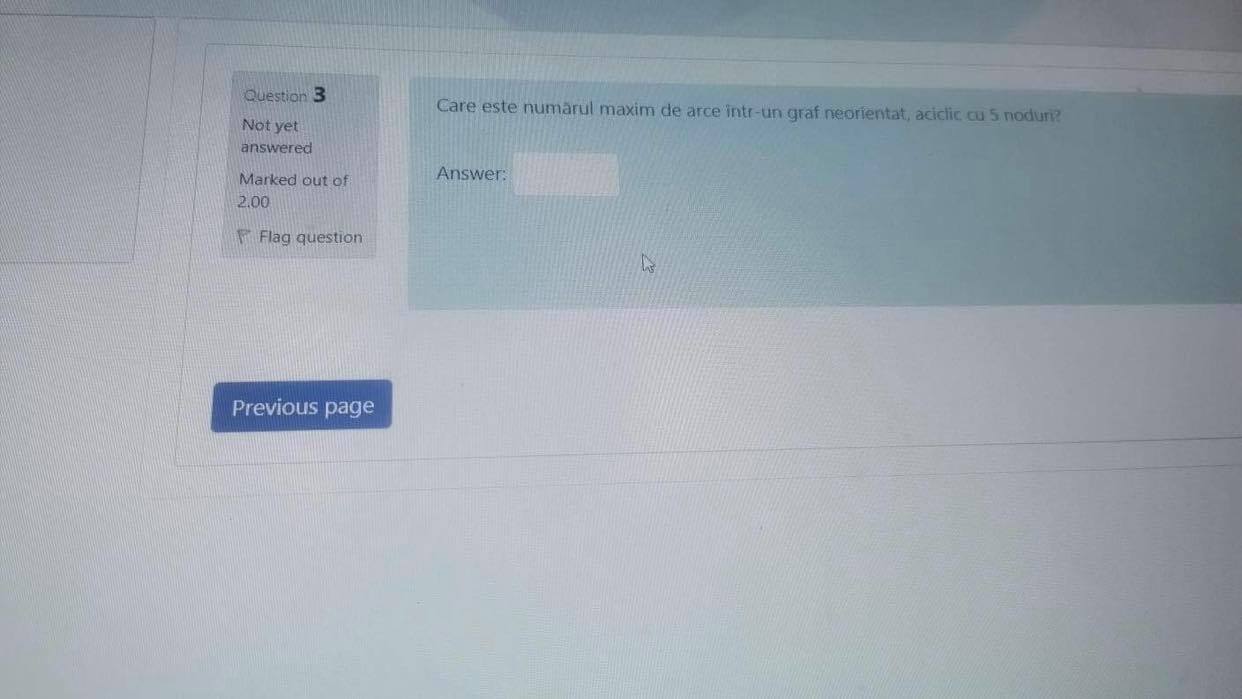 Question 3
Not yet
answered
Marked out of
2.00
Flag question
Care este numărul maxim de arce într-un graf neorientat, aciclic cu 5 noduri?
Answer:
Previous page